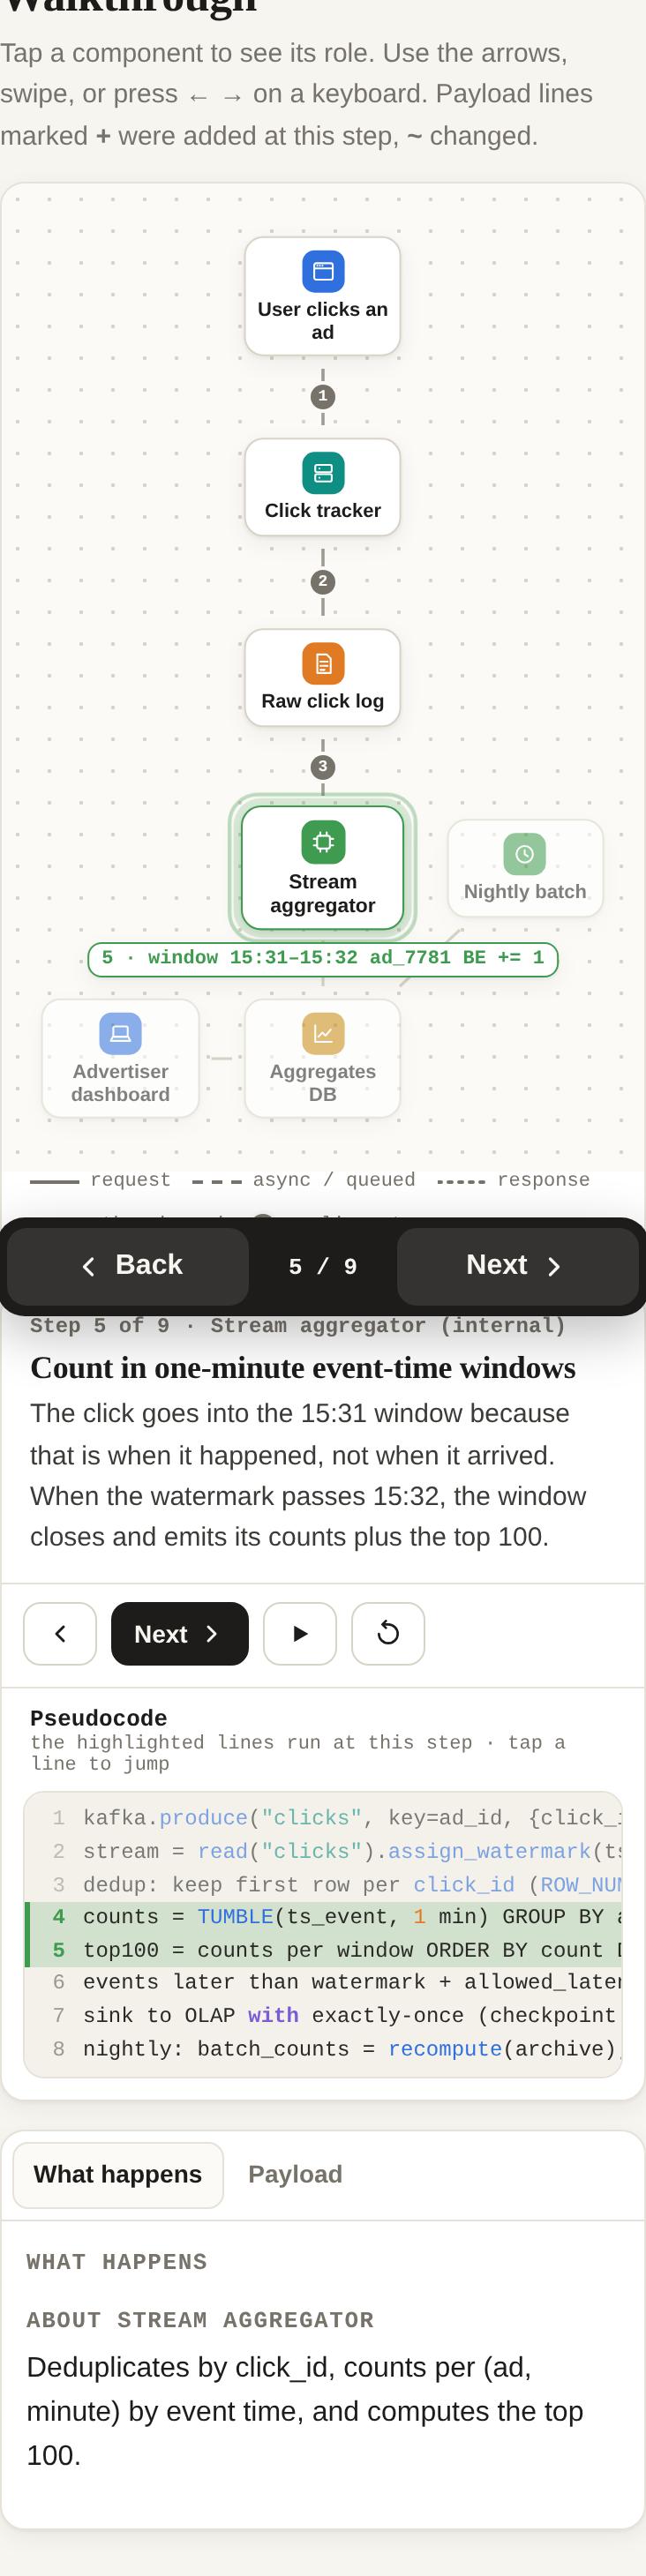 Walkthrough
Tap a component to see its role. Use the arrows,
swipe, or press ← → on a keyboard. Payload lines
marked + were added at this step, ~ changed.
User clicks an
ad
1
Click tracker
2
Raw click log
3
Stream
aggregator
Nightly batch
5 · window 15:31–15:32 ad_7781 BE += 1
Advertiser
dashboard
Aggregates
DB
request async / queued response
Back 5 / 9 Next
Step 5 of 9 · Stream aggregator (internal)
Count in one-minute event-time windows
The click goes into the 15:31 window because
that is when it happened, not when it arrived.
When the watermark passes 15:32, the window
closes and emits its counts plus the top 100.
Next
Pseudocode
the highlighted lines run at this step · tap a
line to jump
1 kafka.produce("clicks", key=ad_id, {click_i
2 stream = read("clicks").assign_watermark(ts
3 dedup: keep first row per click_id (ROW_NUM
4 counts = TUMBLE(ts_event, 1 min) GROUP BY a
5 top100 = counts per window ORDER BY count D
6 events later than watermark + allowed_laten
7 sink to OLAP with exactly-once (checkpoint
8 nightly: batch_counts = recompute(archive)
What happens Payload
WHAT HAPPENS
ABOUT STREAM AGGREGATOR
Deduplicates by click_id, counts per (ad,
minute) by event time, and computes the top
100.